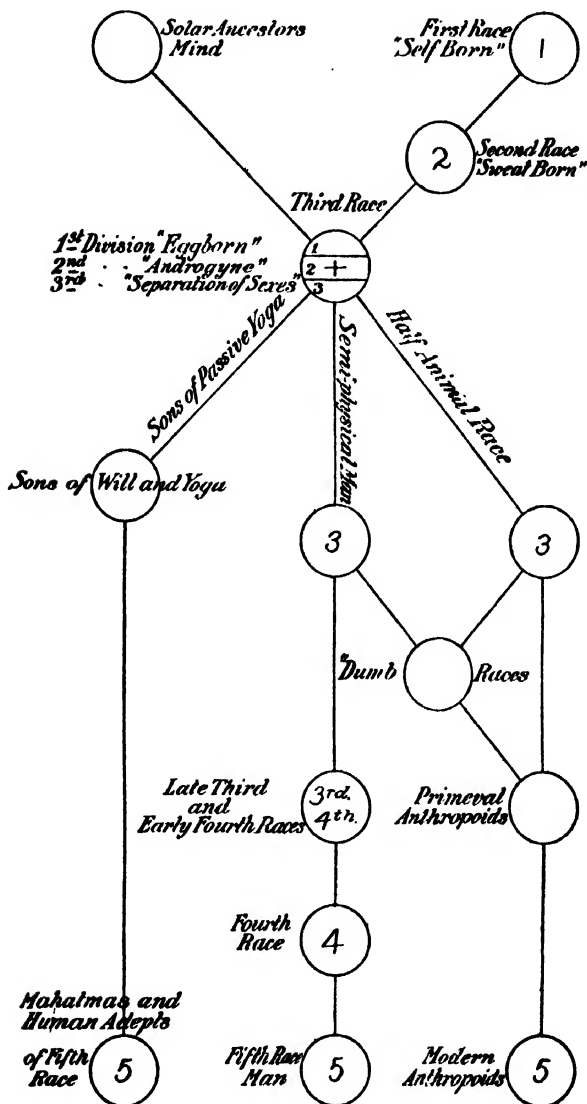 Solar Ancestors
Mind
First Race
"Self Born"
1
2
Second Race
"Sweat Born"
Third Race
1st Division "Eggborn"
2nd " "Androgyne"
3rd " "Separation of Sexes"
1
2 +
3
Sons of Passive Yoga
Semi-physical Man
Half Animal Race
Sons of Will and Yoga
3
3
"Dumb Races
Late Third
and
Early Fourth Races
3rd.
4th.
Primeval
Anthropoids
Fourth
Race
4
Mahatmas and
Human Adepts
of Fifth
Race
5
Fifth Race
Man
5
Modern
Anthropoids
5